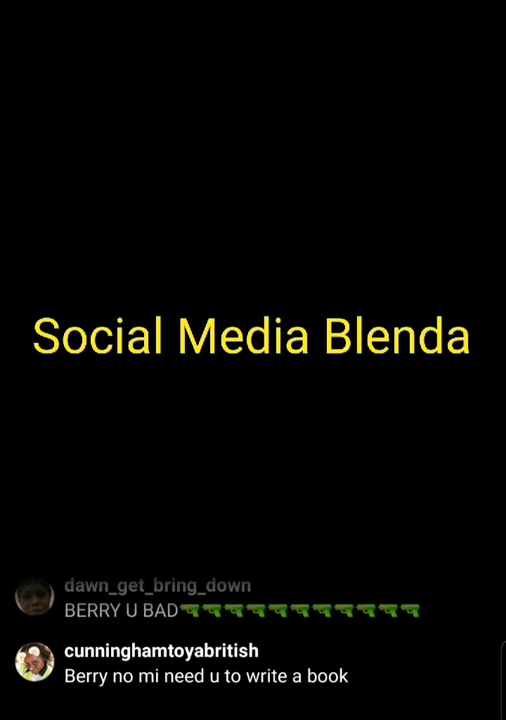 Social Media Blenda
dawn_get_bring_down
BERRY U BAD🔫🔫🔫🔫🔫🔫🔫🔫🔫🔫🔫
cunninghamtoyabritish
Berry no mi need u to write a book